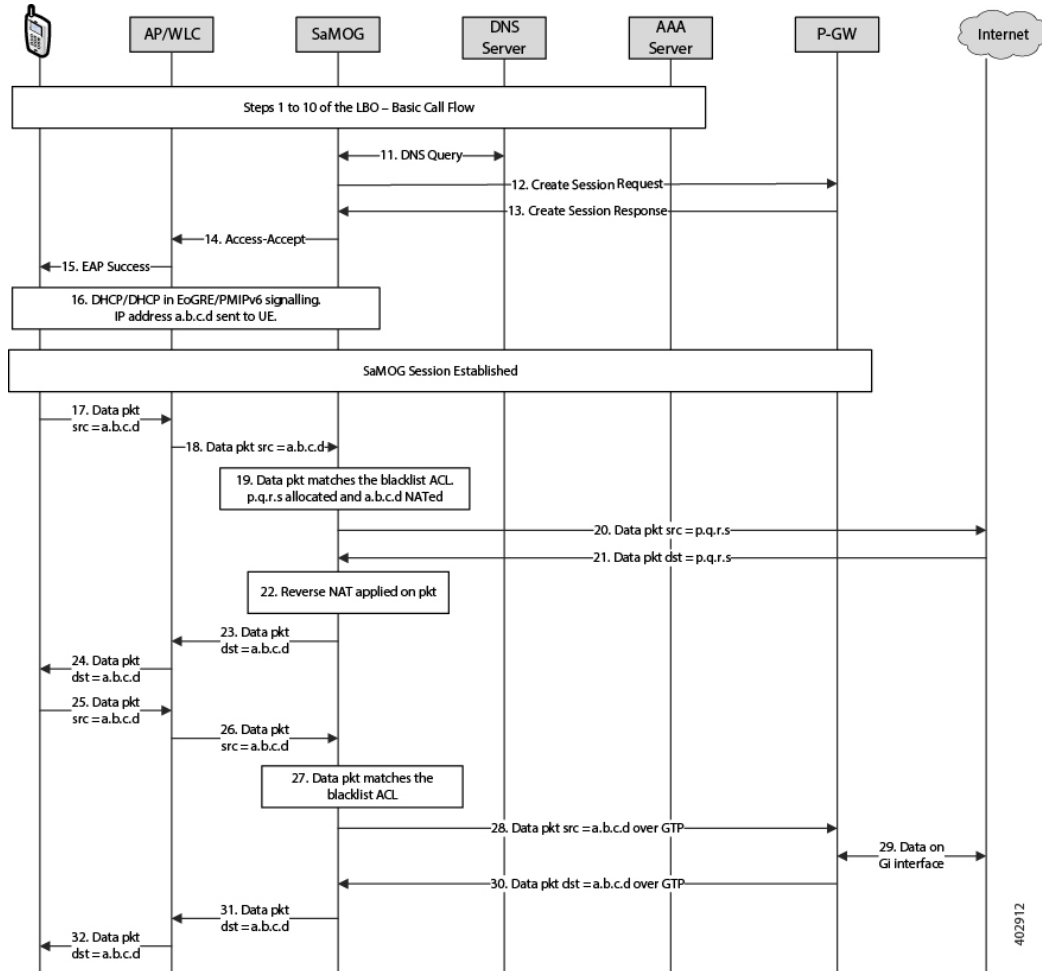 AP/WLC
SaMOG
DNS
Server
AAA
Server
P-GW
Internet
Steps 1 to 10 of the LBO – Basic Call Flow
11. DNS Query
12. Create Session Request
13. Create Session Response
14. Access-Accept
15. EAP Success
16. DHCP/DHCP in EoGRE/PMIPv6 signalling.
IP address a.b.c.d sent to UE.
SaMOG Session Established
17. Data pkt
src = a.b.c.d
18. Data pkt src = a.b.c.d
19. Data pkt matches the blacklist ACL.
p.q.r.s allocated and a.b.c.d NATed
20. Data pkt src = p.q.r.s
21. Data pkt dst = p.q.r.s
22. Reverse NAT applied on pkt
23. Data pkt
dst = a.b.c.d
24. Data pkt
dst = a.b.c.d
25. Data pkt
src = a.b.c.d
26. Data pkt
src = a.b.c.d
27. Data pkt matches the
blacklist ACL
28. Data pkt src = a.b.c.d over GTP
29. Data on
Gi interface
30. Data pkt dst = a.b.c.d over GTP
31. Data pkt
dst = a.b.c.d
32. Data pkt
dst = a.b.c.d
402912